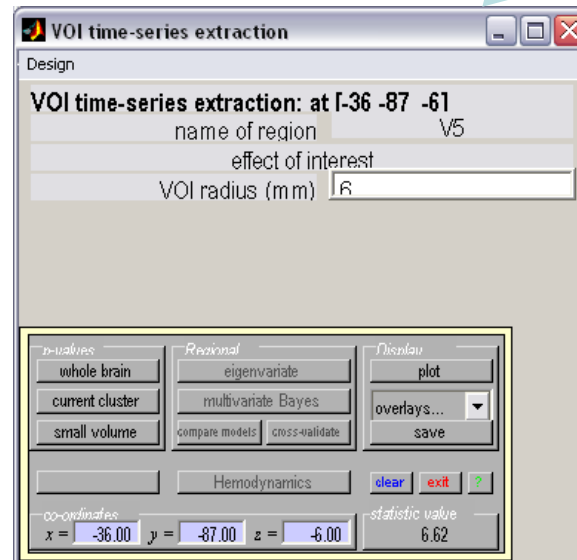 VOI time-series extraction
Design
VOI time-series extraction: at [-36 -87 -6]
name of region V5
effect of interest
VOI radius (mm) 6
p-values Regional Display
whole brain eigenvariate plot
current cluster multivariate Bayes overlays...
small volume compare models cross-validate save
Hemodynamics clear exit ?
co-ordinates statistic value
x = -36.00 y = -87.00 z = -6.00 6.62